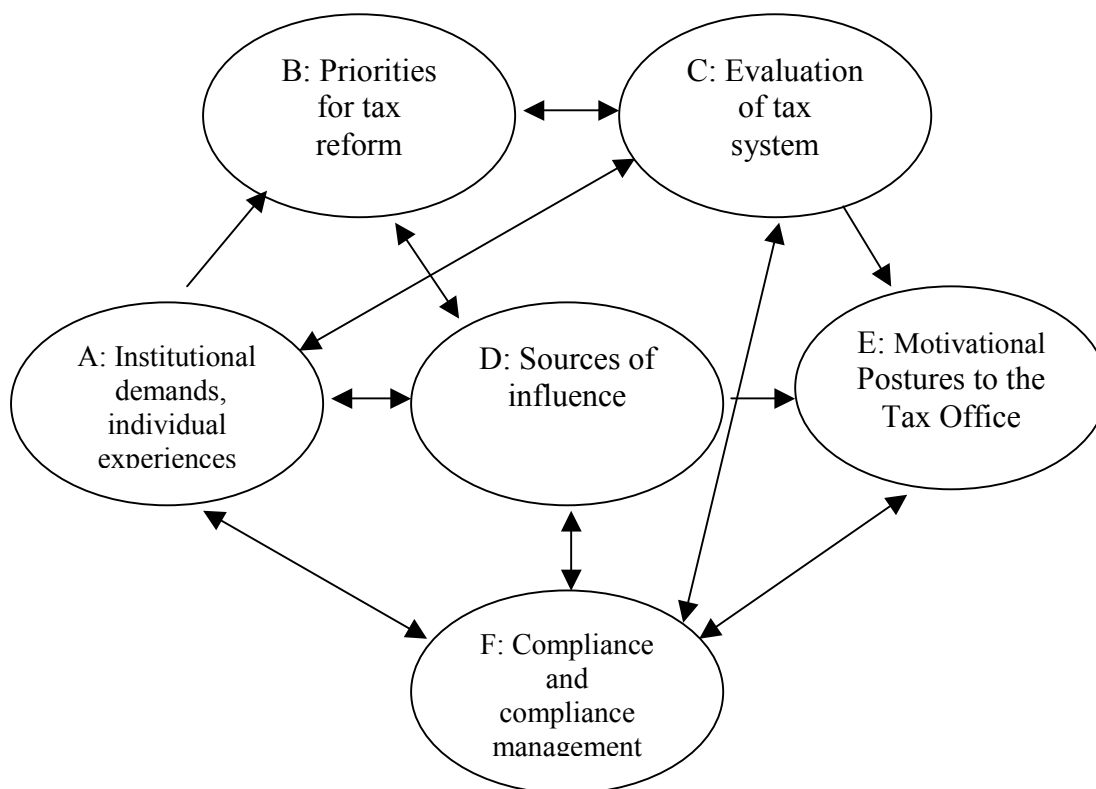 B: Priorities
for tax
reform
C: Evaluation
of tax
system
A: Institutional
demands,
individual
experiences
D: Sources of
influence
E: Motivational
Postures to the
Tax Office
F: Compliance
and
compliance
management